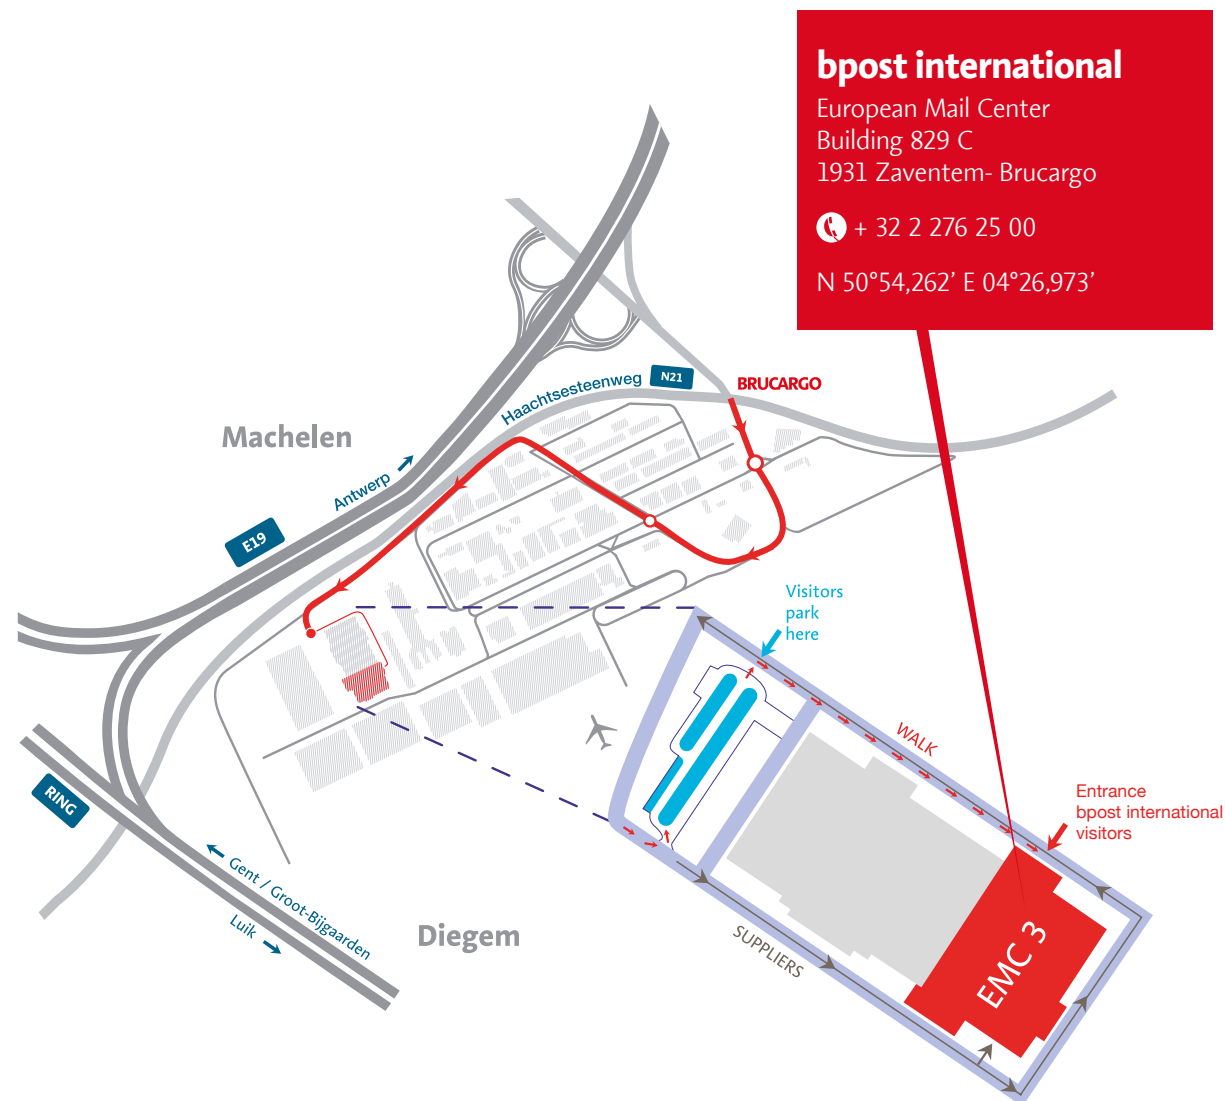 bpost international
European Mail Center
Building 829 C
1931 Zaventem- Brucargo
+ 32 2 276 25 00
N 50°54,262’ E 04°26,973’
N21
BRUCARGO
Haachtsesteenweg
Machelen
Antwerp
E19
Visitors
park
here
WALK
RING
Entrance
bpost international
visitors
Gent / Groot-Bijgaarden
Luik
Diegem
SUPPLIERS
EMC 3